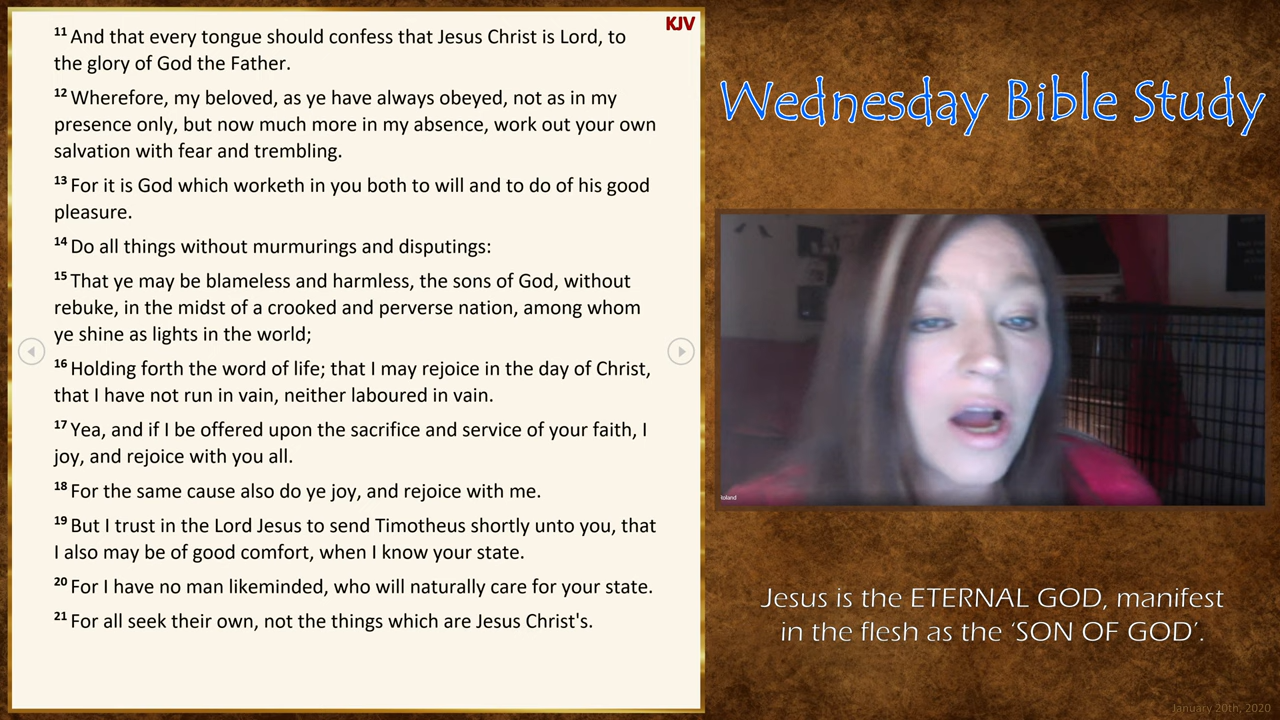 KJV
11 And that every tongue should confess that Jesus Christ is Lord, to
the glory of God the Father.
12 Wherefore, my beloved, as ye have always obeyed, not as in my
presence only, but now much more in my absence, work out your own
salvation with fear and trembling.
13 For it is God which worketh in you both to will and to do of his good
pleasure.
14 Do all things without murmurings and disputings:
15 That ye may be blameless and harmless, the sons of God, without
rebuke, in the midst of a crooked and perverse nation, among whom
ye shine as lights in the world;
16 Holding forth the word of life; that I may rejoice in the day of Christ,
that I have not run in vain, neither laboured in vain.
17 Yea, and if I be offered upon the sacrifice and service of your faith, I
joy, and rejoice with you all.
18 For the same cause also do ye joy, and rejoice with me.
19 But I trust in the Lord Jesus to send Timotheus shortly unto you, that
I also may be of good comfort, when I know your state.
20 For I have no man likeminded, who will naturally care for your state.
21 For all seek their own, not the things which are Jesus Christ's.
Wednesday Bible Study
Jesus is the ETERNAL GOD, manifest
in the flesh as the ‘SON OF GOD’.
January 20th, 2020